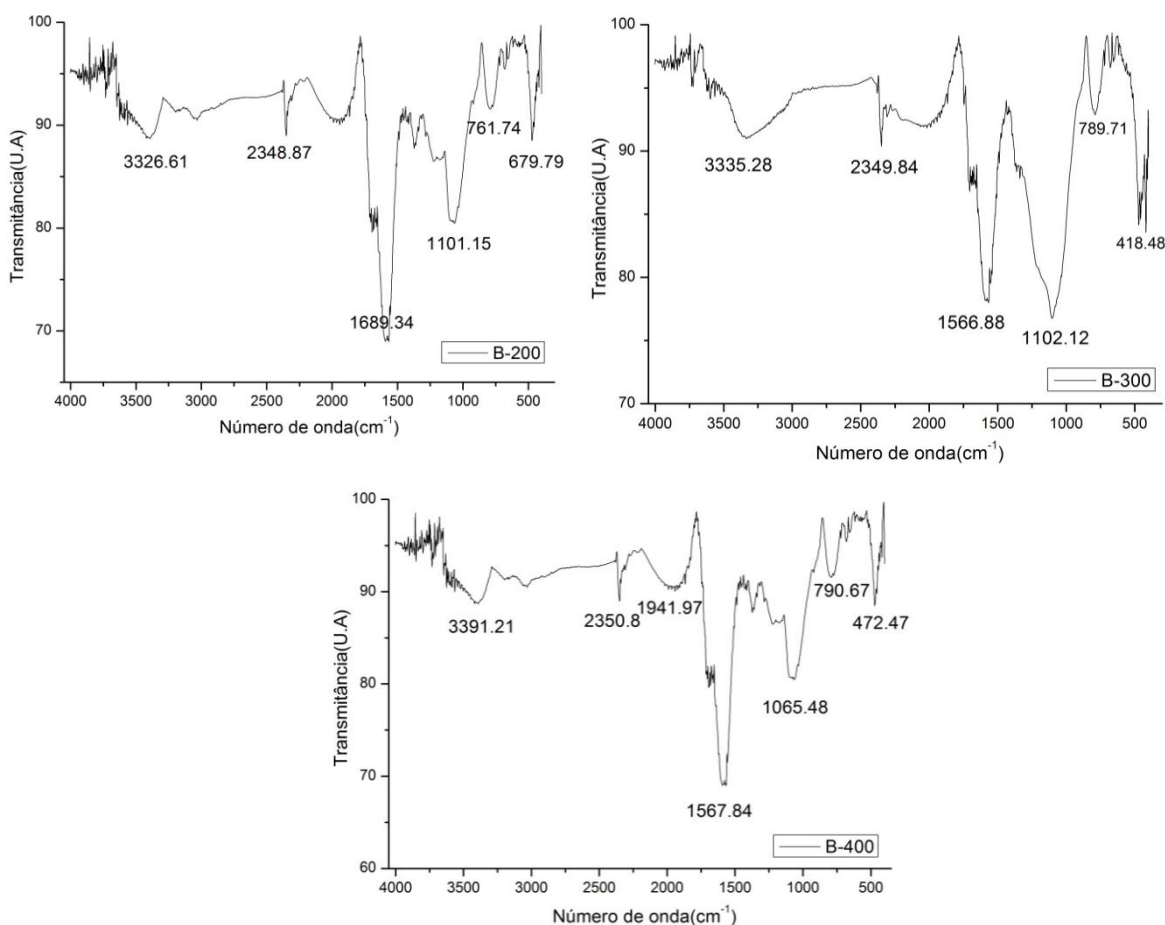 100
90
80
70
Transmitância(U.A)
3326.61
2348.87
1689.34
1101.15
761.74
679.79
B-200
4000 3500 3000 2500 2000 1500 1000 500
Número de onda(cm⁻¹)
100
90
80
70
Transmitância(U.A)
3335.28
2349.84
1566.88
1102.12
789.71
418.48
B-300
4000 3500 3000 2500 2000 1500 1000 500
Número de onda(cm⁻¹)
100
90
80
70
60
Transmitância(U.A)
3391.21
2350.8
1941.97
1567.84
1065.48
790.67
472.47
B-400
4000 3500 3000 2500 2000 1500 1000 500
Número de onda(cm⁻¹)